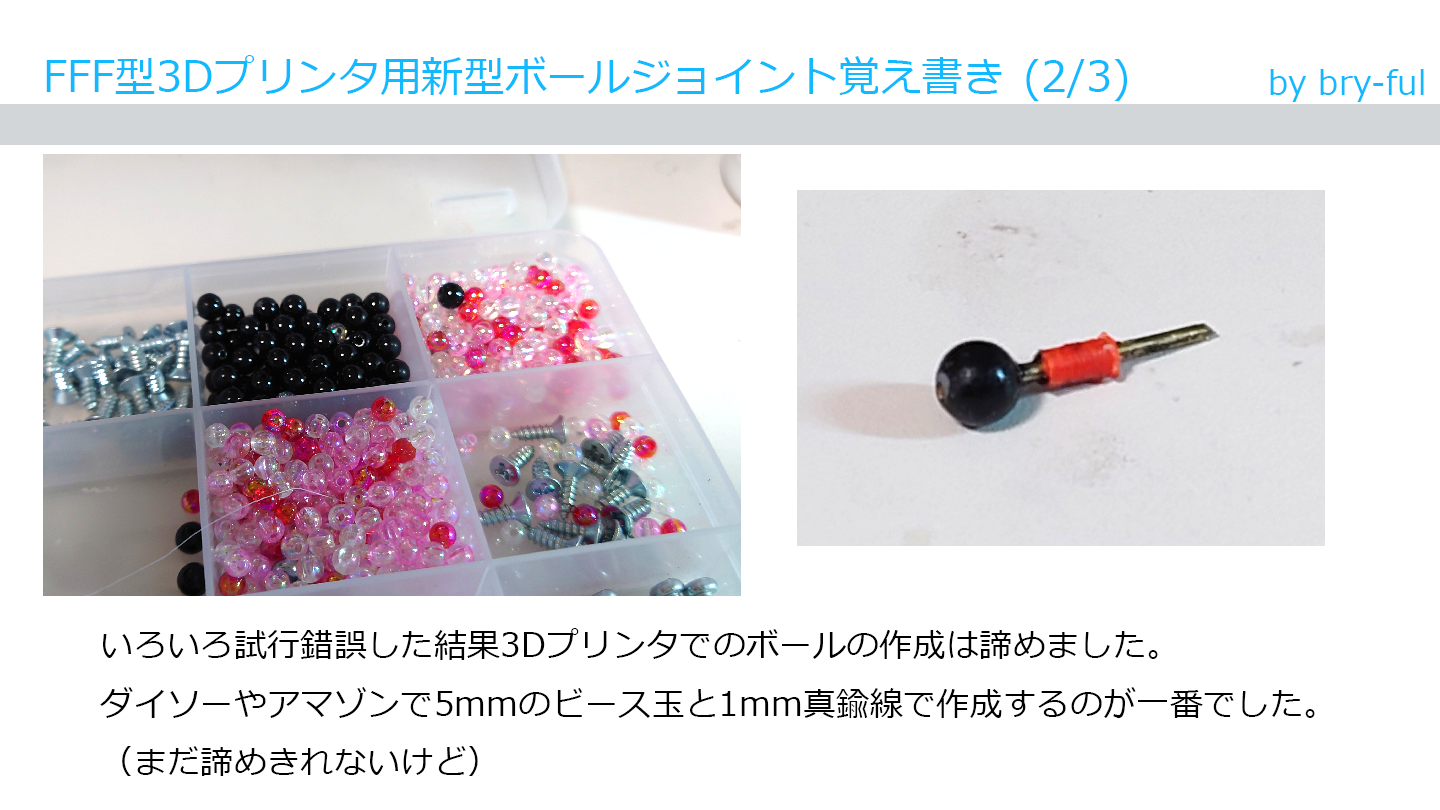 FFF型3Dプリンタ用新型ボールジョイント覚え書き (2/3)
by bry-ful
いろいろ試行錯誤した結果3Dプリンタでのボールの作成は諦めました。
ダイソーやアマゾンで5mmのビース玉と1mm真鍮線で作成するのが一番でした。
（まだ諦めきれないけど）